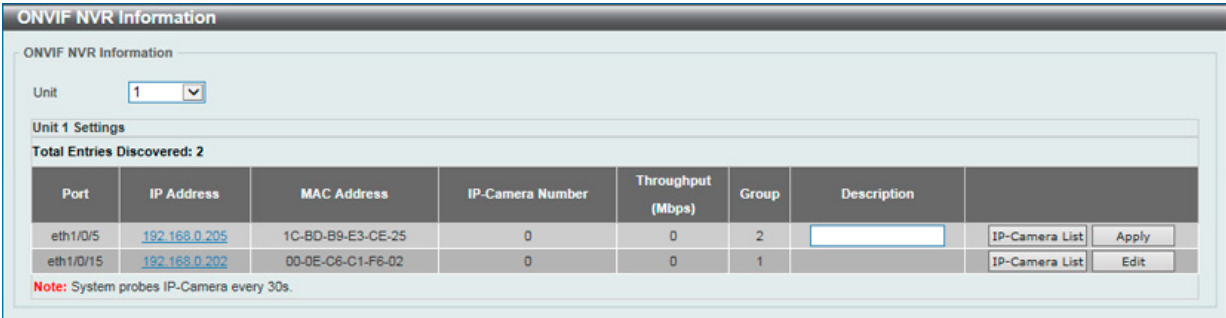 ONVIF NVR Information
ONVIF NVR Information
Unit 1
Unit 1 Settings
Total Entries Discovered: 2
Port IP Address MAC Address IP-Camera Number Throughput (Mbps) Group Description
eth1/0/5 192.168.0.205 1C-BD-B9-E3-CE-25 0 0 2 IP-Camera List Apply
eth1/0/15 192.168.0.202 00-0E-C6-C1-F6-02 0 0 1 IP-Camera List Edit
Note: System probes IP-Camera every 30s.